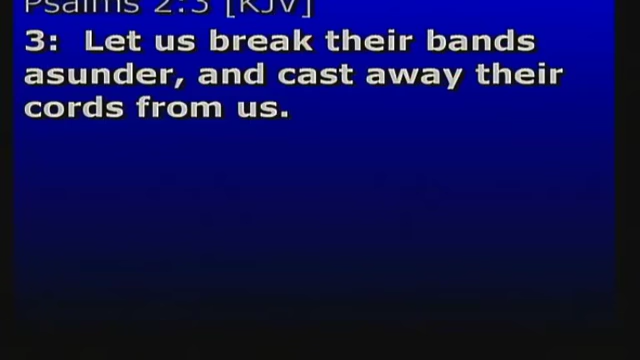 Psalms 2:3 [KJV]
3: Let us break their bands
asunder, and cast away their
cords from us.